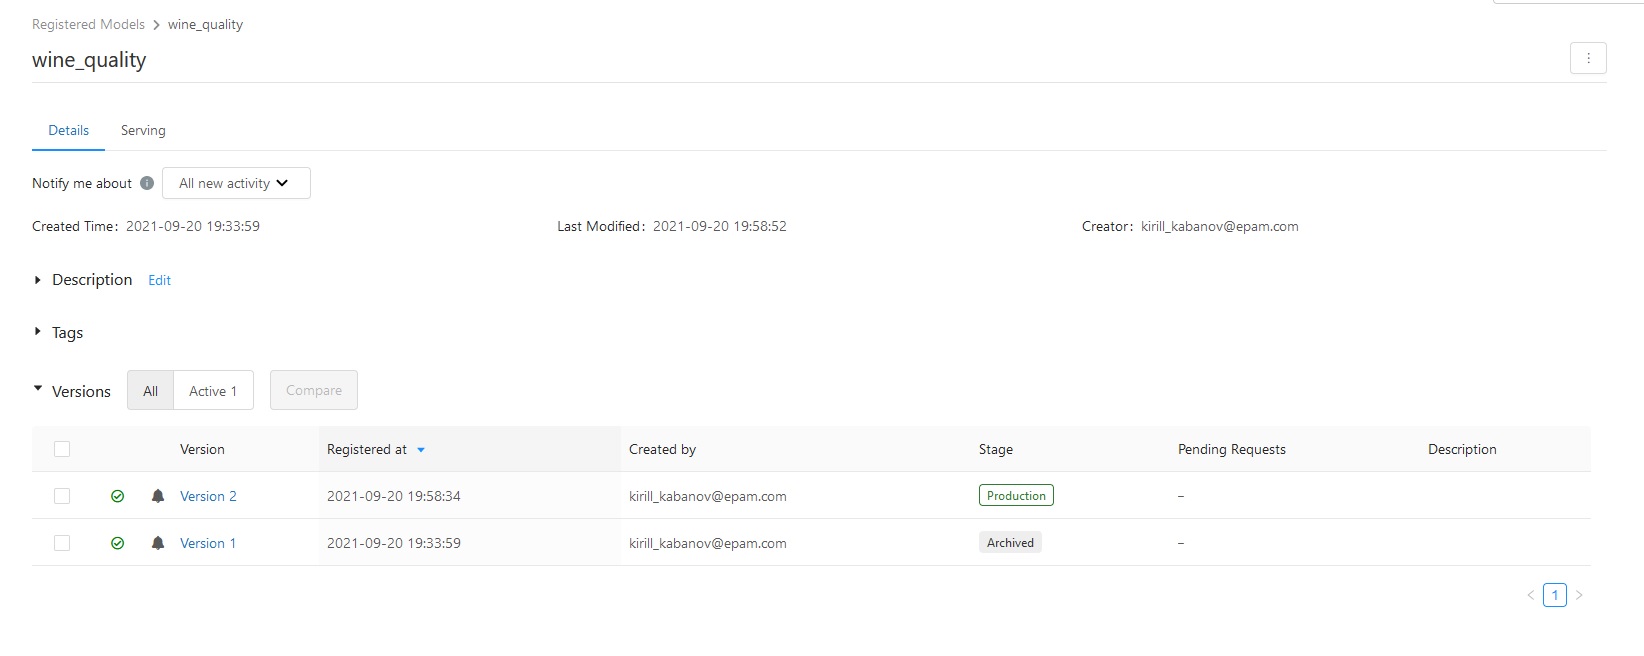 Registered Models > wine_quality
wine_quality
Details Serving
Notify me about All new activity
Created Time: 2021-09-20 19:33:59 Last Modified: 2021-09-20 19:58:52 Creator: kirill_kabanov@epam.com
Description Edit
Tags
Versions All Active 1 Compare
Version Registered at Created by Stage Pending Requests Description
Version 2 2021-09-20 19:58:34 kirill_kabanov@epam.com Production –
Version 1 2021-09-20 19:33:59 kirill_kabanov@epam.com Archived –
< 1 >